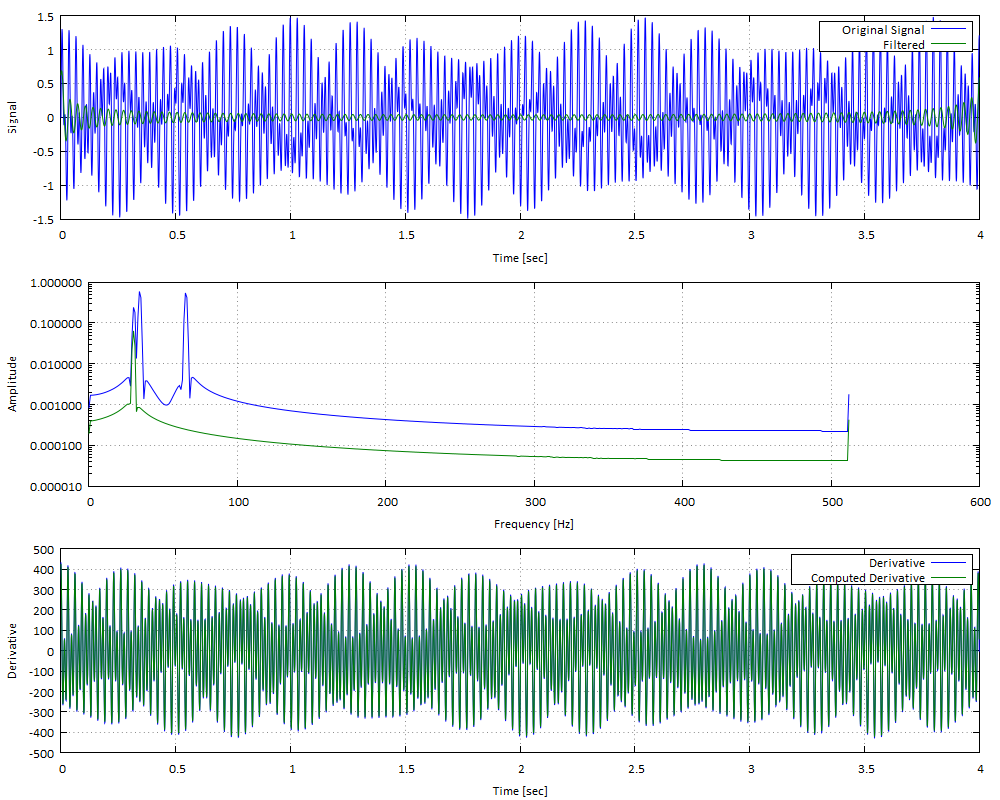 1.5
1
0.5
0
-0.5
-1
-1.5
Signal
Original Signal
Filtered
0 0.5 1 1.5 2 2.5 3 3.5 4
Time [sec]
1.000000
0.100000
0.010000
0.001000
0.000100
0.000010
Amplitude
0 100 200 300 400 500 600
Frequency [Hz]
500
400
300
200
100
0
-100
-200
-300
-400
-500
Derivative
Derivative
Computed Derivative
0 0.5 1 1.5 2 2.5 3 3.5 4
Time [sec]